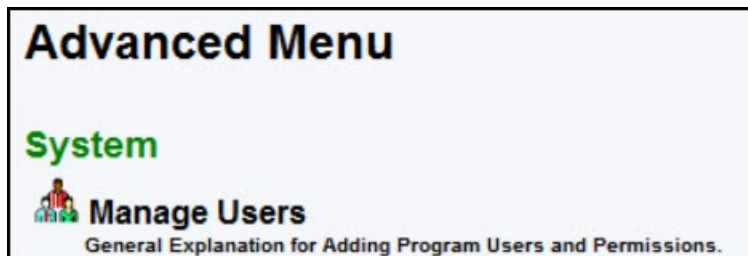 Advanced Menu
System
Manage Users
General Explanation for Adding Program Users and Permissions.